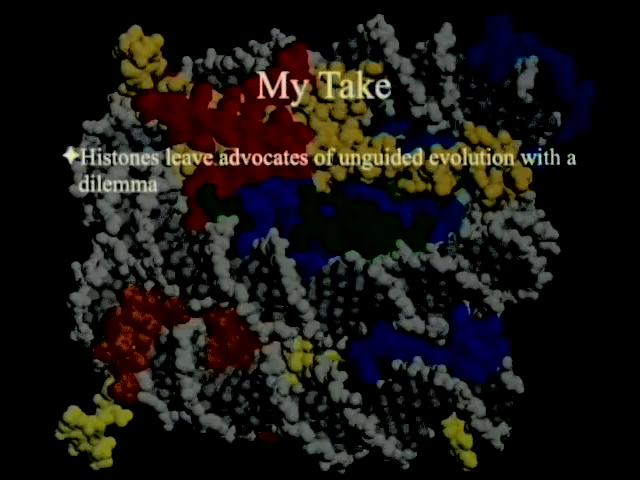 My Take
Histones leave advocates of unguided evolution with a
dilemma